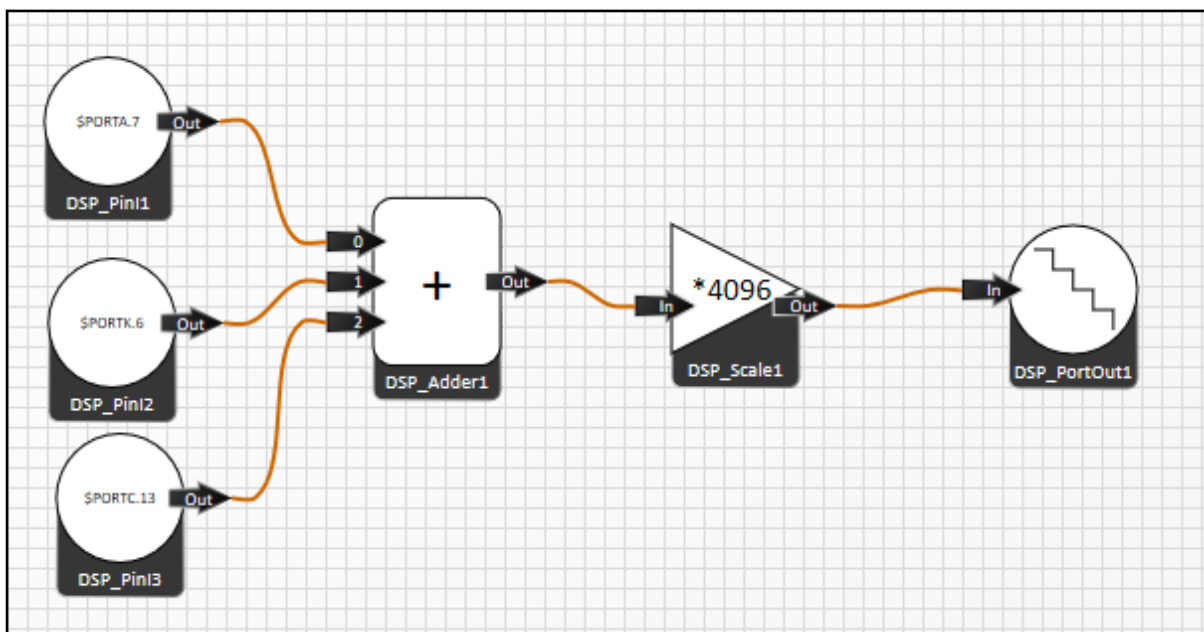 $PORTA.7
Out
DSP_PinI1
$PORTK.6
Out
DSP_PinI2
$PORTC.13
Out
DSP_PinI3
0
1
2
+
Out
DSP_Adder1
In
*4096
Out
DSP_Scale1
In
DSP_PortOut1